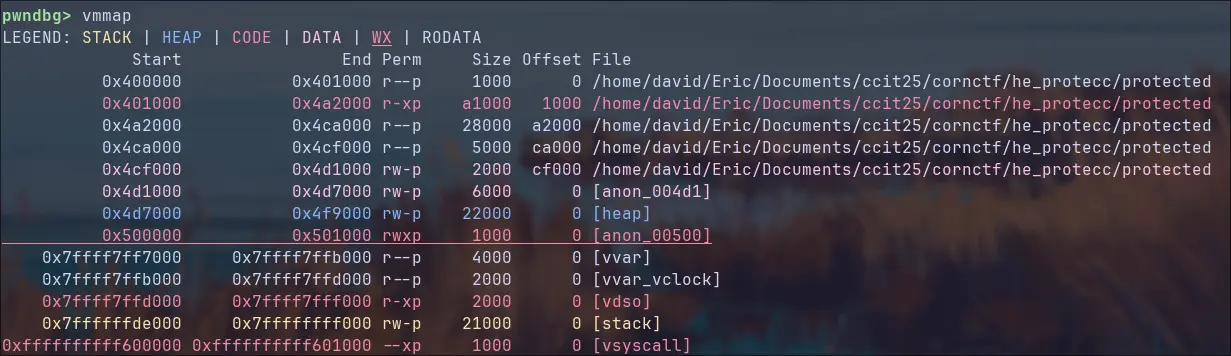 pwndbg> vmmap
LEGEND: STACK | HEAP | CODE | DATA | WX | RODATA
Start End Perm Size Offset File
0x400000 0x401000 r--p 1000 0 /home/david/Eric/Documents/ccit25/cornctf/he_protecc/protected
0x401000 0x4a2000 r-xp a1000 1000 /home/david/Eric/Documents/ccit25/cornctf/he_protecc/protected
0x4a2000 0x4ca000 r--p 28000 a2000 /home/david/Eric/Documents/ccit25/cornctf/he_protecc/protected
0x4ca000 0x4cf000 r--p 5000 ca000 /home/david/Eric/Documents/ccit25/cornctf/he_protecc/protected
0x4cf000 0x4d1000 rw-p 2000 cf000 /home/david/Eric/Documents/ccit25/cornctf/he_protecc/protected
0x4d1000 0x4d7000 rw-p 6000 0 [anon_004d1]
0x4d7000 0x4f9000 rw-p 22000 0 [heap]
0x500000 0x501000 rwxp 1000 0 [anon_00500]
0x7ffff7ff7000 0x7ffff7ffb000 r--p 4000 0 [vvar]
0x7ffff7ffb000 0x7ffff7ffd000 r--p 2000 0 [vvar_vclock]
0x7ffff7ffd000 0x7ffff7fff000 r-xp 2000 0 [vdso]
0x7ffffffde000 0x7ffffffff000 rw-p 21000 0 [stack]
0xffffffffff600000 0xffffffffff601000 --xp 1000 0 [vsyscall]